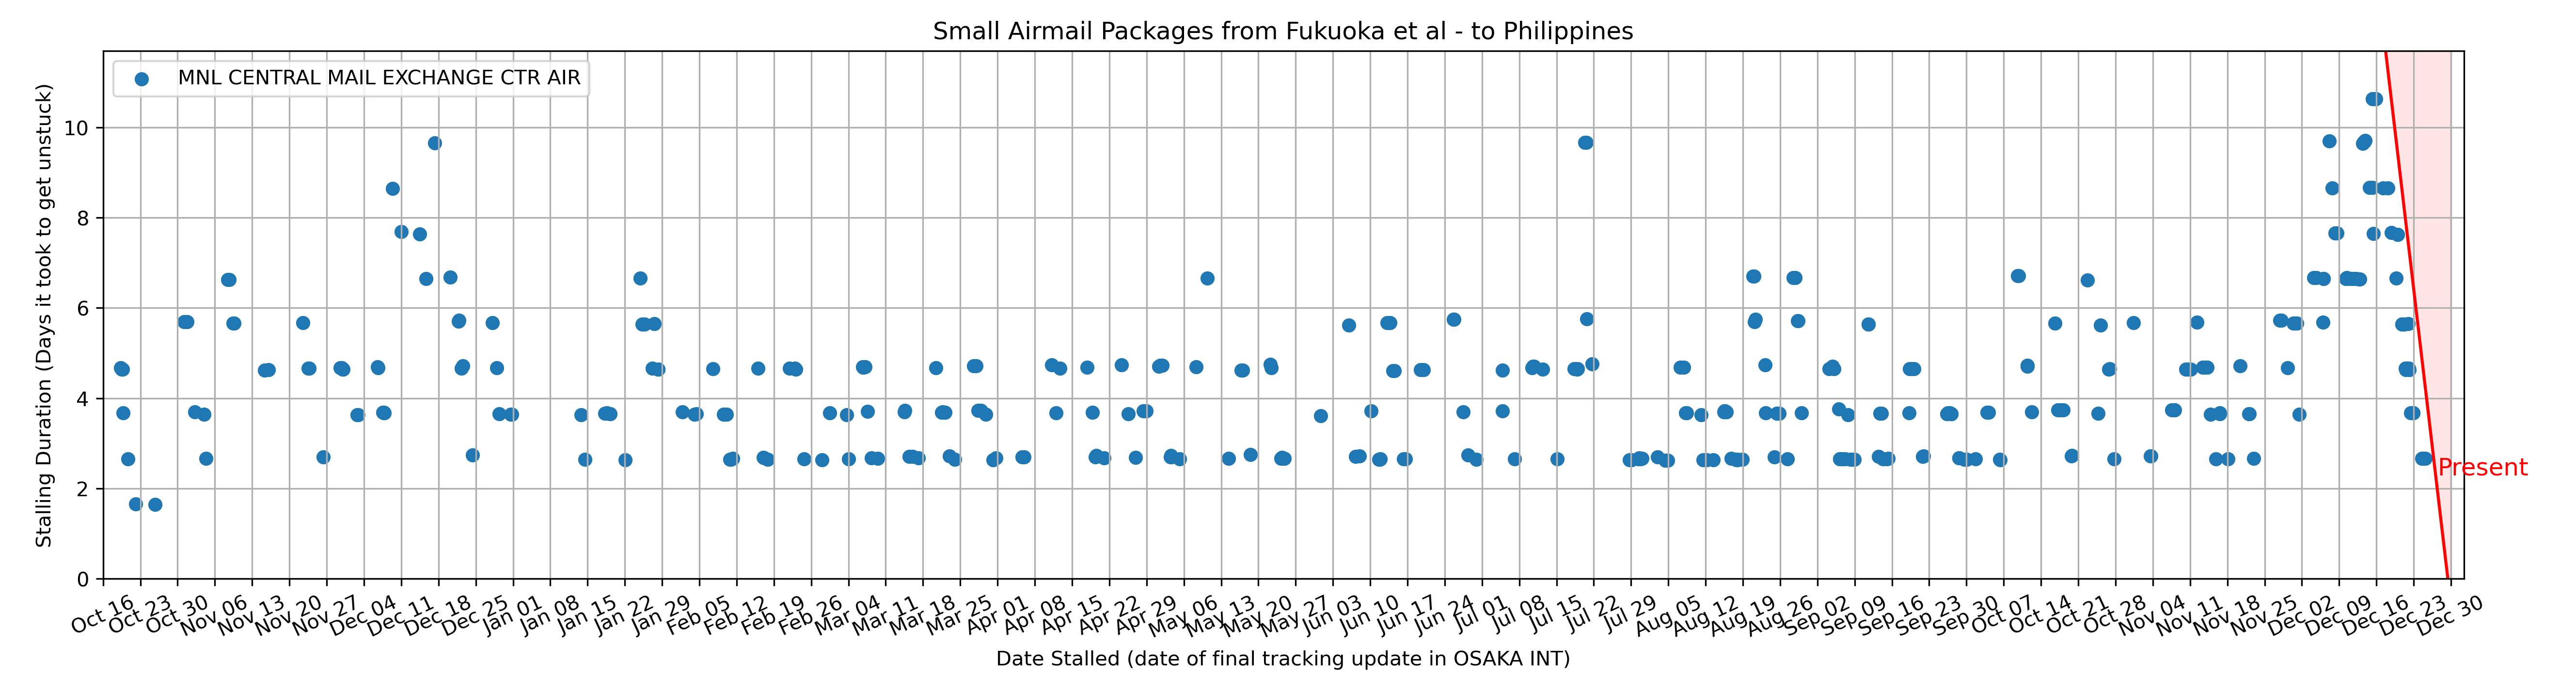 Small Airmail Packages from Fukuoka et al - to Philippines
MNL CENTRAL MAIL EXCHANGE CTR AIR
Stalling Duration (Days it took to get unstuck)
10
8
6
4
2
0
Present
Oct 16
Oct 23
Oct 30
Nov 06
Nov 13
Nov 20
Nov 27
Dec 04
Dec 11
Dec 18
Dec 25
Jan 01
Jan 08
Jan 15
Jan 22
Jan 29
Feb 05
Feb 12
Feb 19
Feb 26
Mar 04
Mar 11
Mar 18
Mar 25
Apr 01
Apr 08
Apr 15
Apr 22
Apr 29
May 06
May 13
May 20
May 27
Jun 03
Jun 10
Jun 17
Jun 24
Jul 01
Jul 08
Jul 15
Jul 22
Jul 29
Aug 05
Aug 12
Aug 19
Aug 26
Sep 02
Sep 09
Sep 16
Sep 23
Sep 30
Oct 07
Oct 14
Oct 21
Oct 28
Nov 04
Nov 11
Nov 18
Nov 25
Dec 02
Dec 09
Dec 16
Dec 23
Dec 30
Date Stalled (date of final tracking update in OSAKA INT)